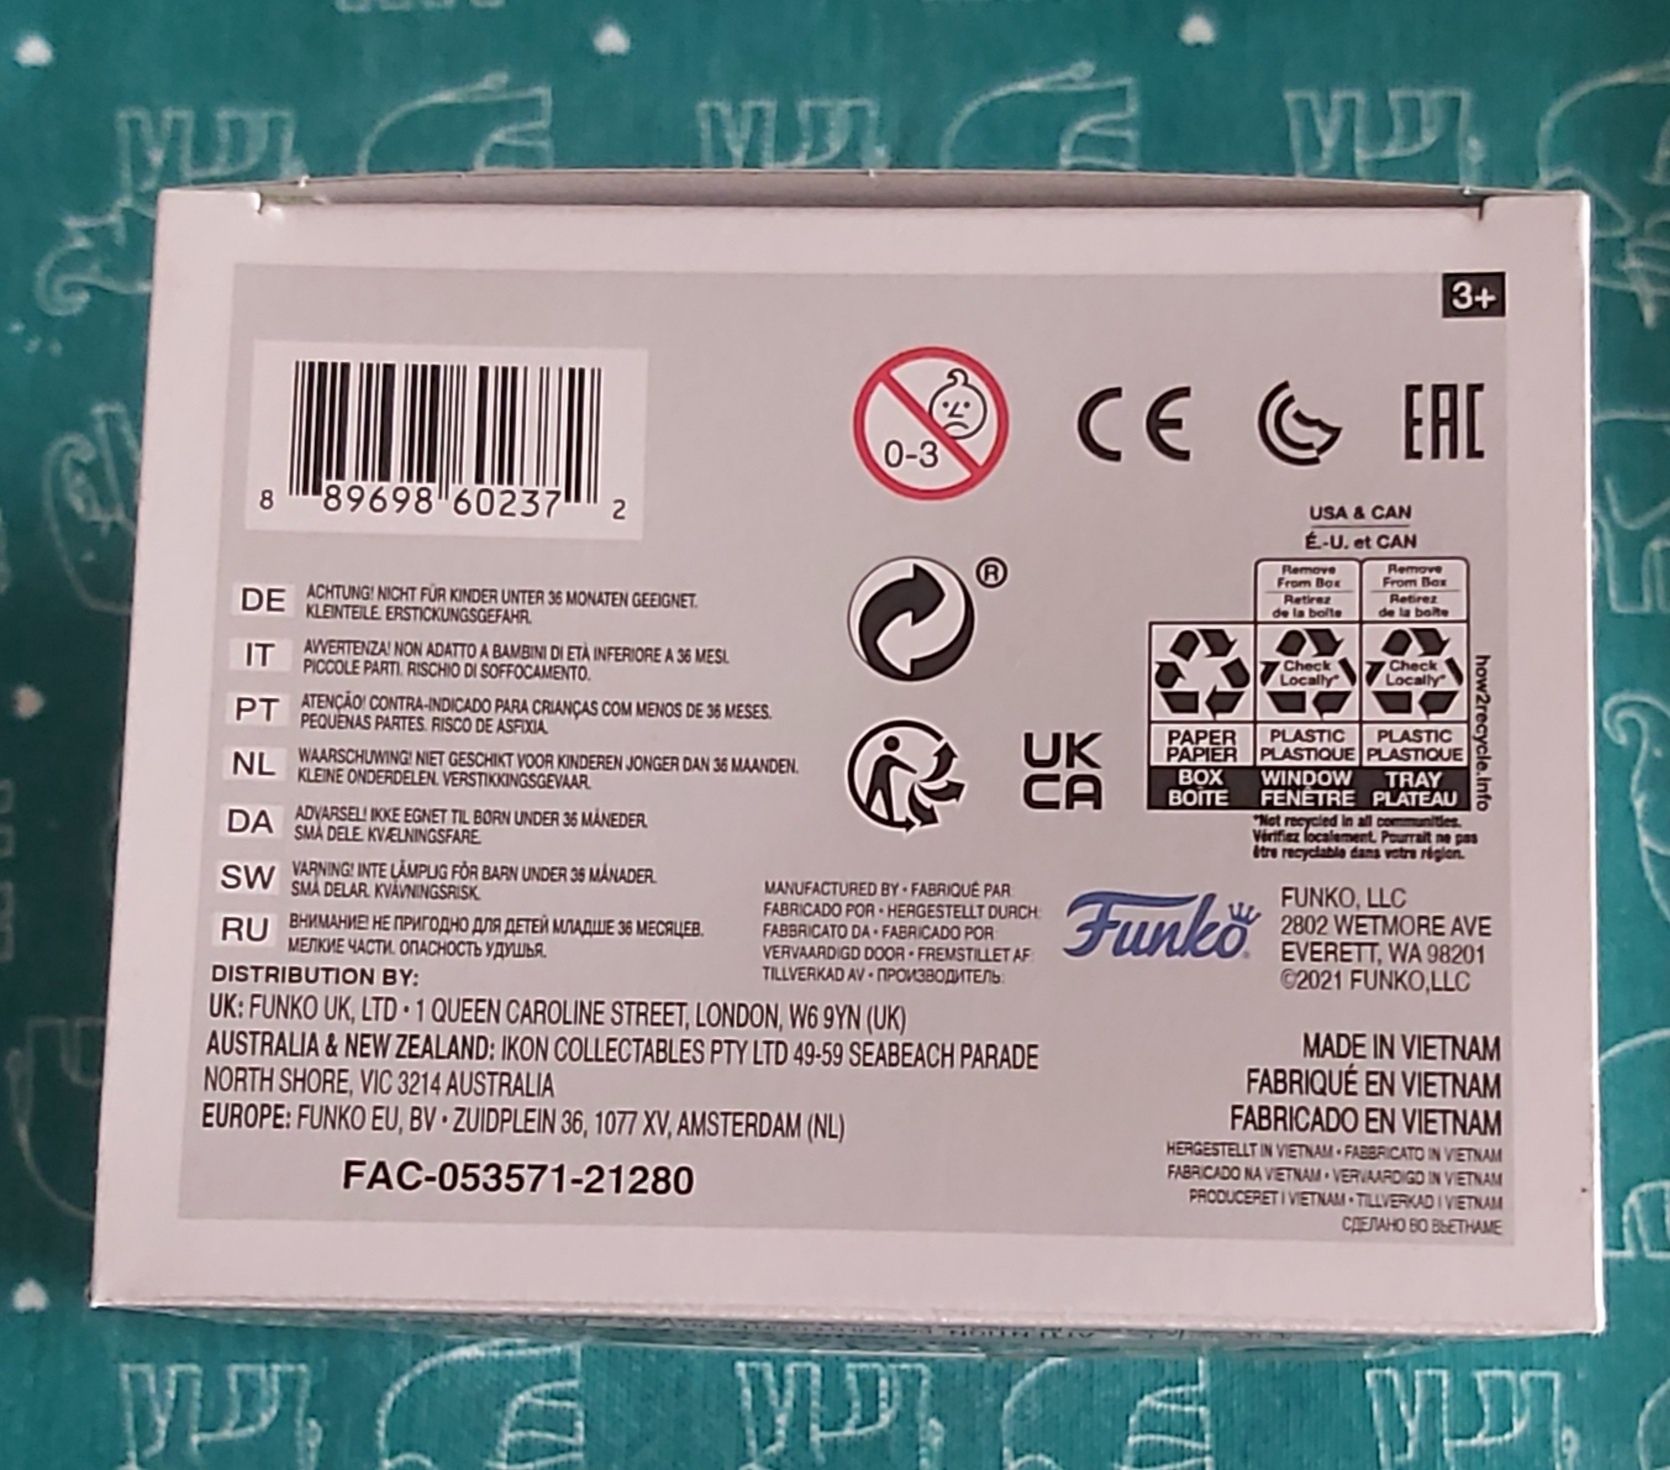 3+
8 89698 60237 2
0-3
CE
EAC
USA & CAN
É.-U. et CAN
Remove From Box
Retirez de la boîte
Remove From Box
Retirez de la boîte
Check Locally*
Check Locally*
PAPER PAPIER
PLASTIC PLASTIQUE
PLASTIC PLASTIQUE
BOX BOÎTE
WINDOW FENÊTRE
TRAY PLATEAU
how2recycle.info
*Not recycled in all communities.
Vérifiez localement. Pourrait ne pas
être recyclable dans votre région.
®
UK
CA
DE ACHTUNG! NICHT FÜR KINDER UNTER 36 MONATEN GEEIGNET.
KLEINTEILE. ERSTICKUNGSGEFAHR.
IT AVVERTENZA! NON ADATTO A BAMBINI DI ETÀ INFERIORE A 36 MESI.
PICCOLE PARTI. RISCHIO DI SOFFOCAMENTO.
PT ATENÇÃO! CONTRA-INDICADO PARA CRIANÇAS COM MENOS DE 36 MESES.
PEQUENAS PARTES. RISCO DE ASFIXIA.
NL WAARSCHUWING! NIET GESCHIKT VOOR KINDEREN JONGER DAN 36 MAANDEN.
KLEINE ONDERDELEN. VERSTIKKINGSGEVAAR.
DA ADVARSEL! IKKE EGNET TIL BØRN UNDER 36 MÅNEDER.
SMÅ DELE. KVÆLNINGSFARE.
SW VARNING! INTE LÄMPLIG FÖR BARN UNDER 36 MÅNADER.
SMÅ DELAR. KVÄVNINGSRISK.
RU ВНИМАНИЕ! НЕ ПРИГОДНО ДЛЯ ДЕТЕЙ МЛАДШЕ 36 МЕСЯЦЕВ.
МЕЛКИЕ ЧАСТИ. ОПАСНОСТЬ УДУШЬЯ.
MANUFACTURED BY • FABRIQUÉ PAR
FABRICADO POR • HERGESTELLT DURCH:
FABBRICATO DA • FABRICADO POR
VERVAARDIGD DOOR • FREMSTILLET AF:
TILLVERKAD AV • ПРОИЗВОДИТЕЛЬ:
Funko
FUNKO, LLC
2802 WETMORE AVE
EVERETT, WA 98201
©2021 FUNKO,LLC
DISTRIBUTION BY:
UK: FUNKO UK, LTD • 1 QUEEN CAROLINE STREET, LONDON, W6 9YN (UK)
AUSTRALIA & NEW ZEALAND: IKON COLLECTABLES PTY LTD 49-59 SEABEACH PARADE
NORTH SHORE, VIC 3214 AUSTRALIA
EUROPE: FUNKO EU, BV • ZUIDPLEIN 36, 1077 XV, AMSTERDAM (NL)
FAC-053571-21280
MADE IN VIETNAM
FABRIQUÉ EN VIETNAM
FABRICADO EN VIETNAM
HERGESTELLT IN VIETNAM • FABBRICATO IN VIETNAM
FABRICADO NA VIETNAM • VERVAARDIGD IN VIETNAM
PRODUCERET I VIETNAM • TILLVERKAD I VIETNAM
СДЕЛАНО ВО ВЬЕТНАМЕ